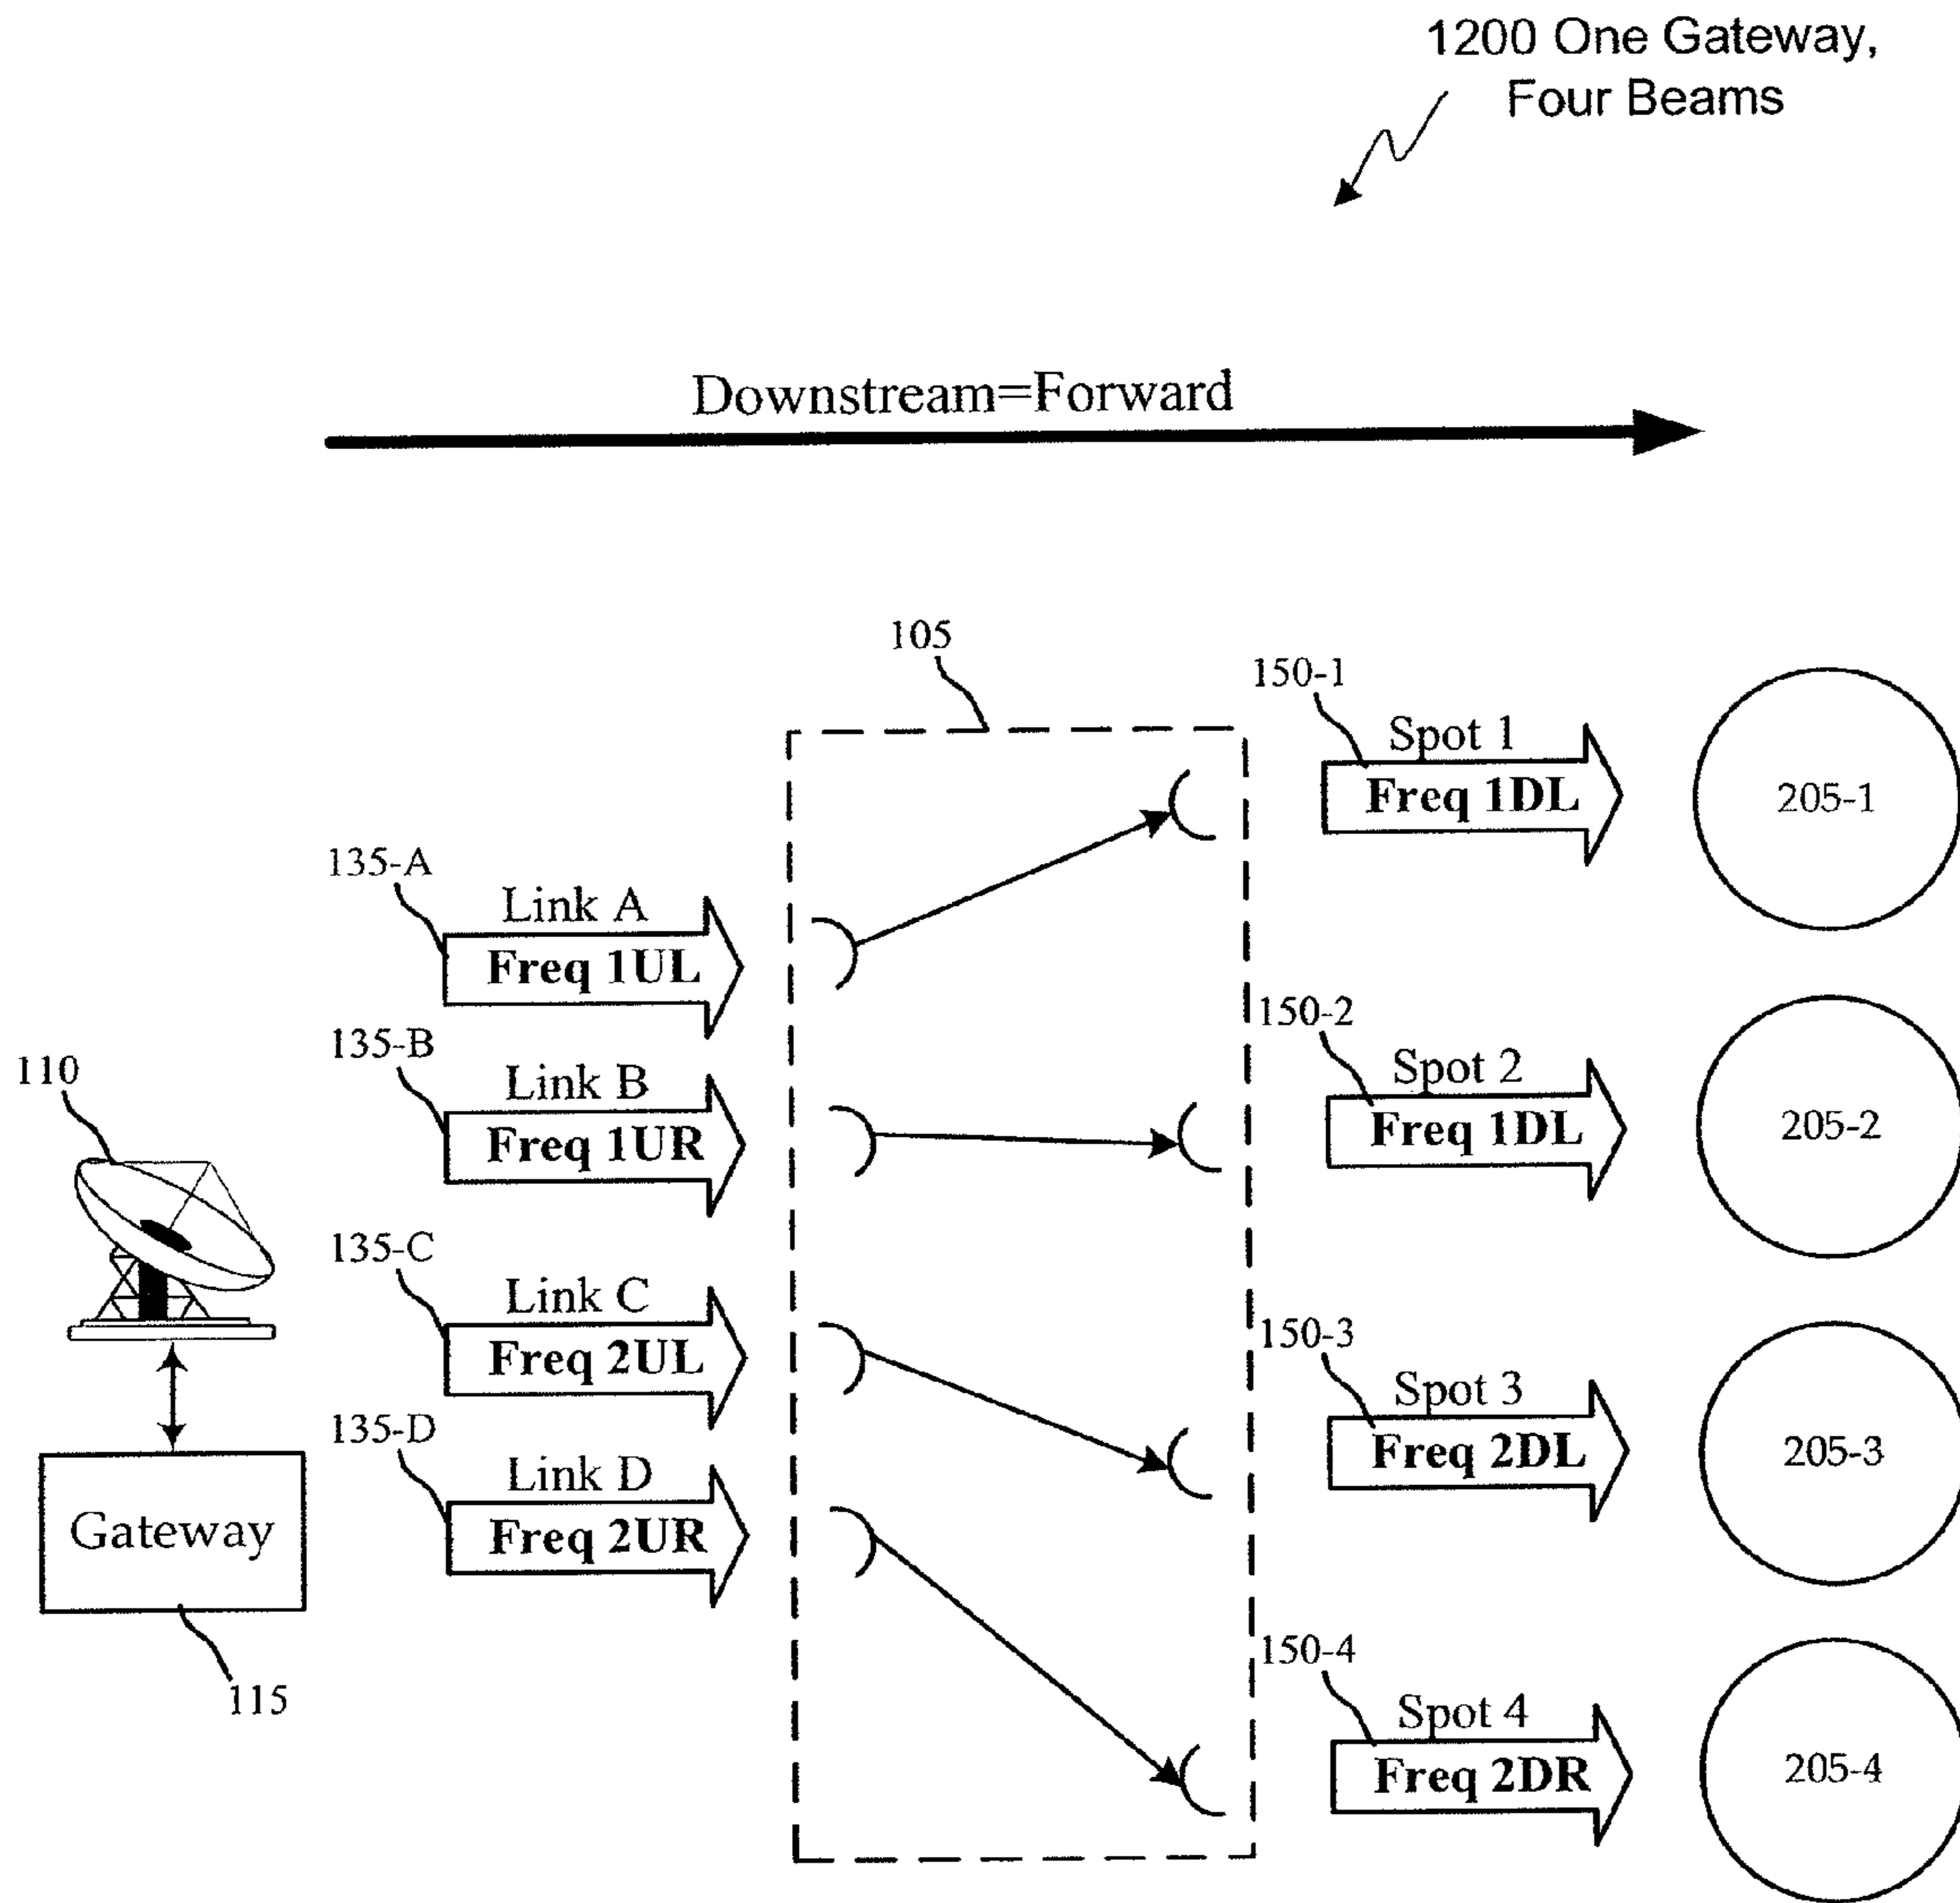 1200 One Gateway,
Four Beams
Downstream=Forward
105
150-1
Spot 1
Freq 1DL
205-1
135-A
Link A
Freq 1UL
150-2
Spot 2
Freq 1DL
205-2
135-B
Link B
Freq 1UR
110
135-C
Link C
Freq 2UL
150-3
Spot 3
Freq 2DL
205-3
135-D
Link D
Freq 2UR
Gateway
115
150-4
Spot 4
Freq 2DR
205-4